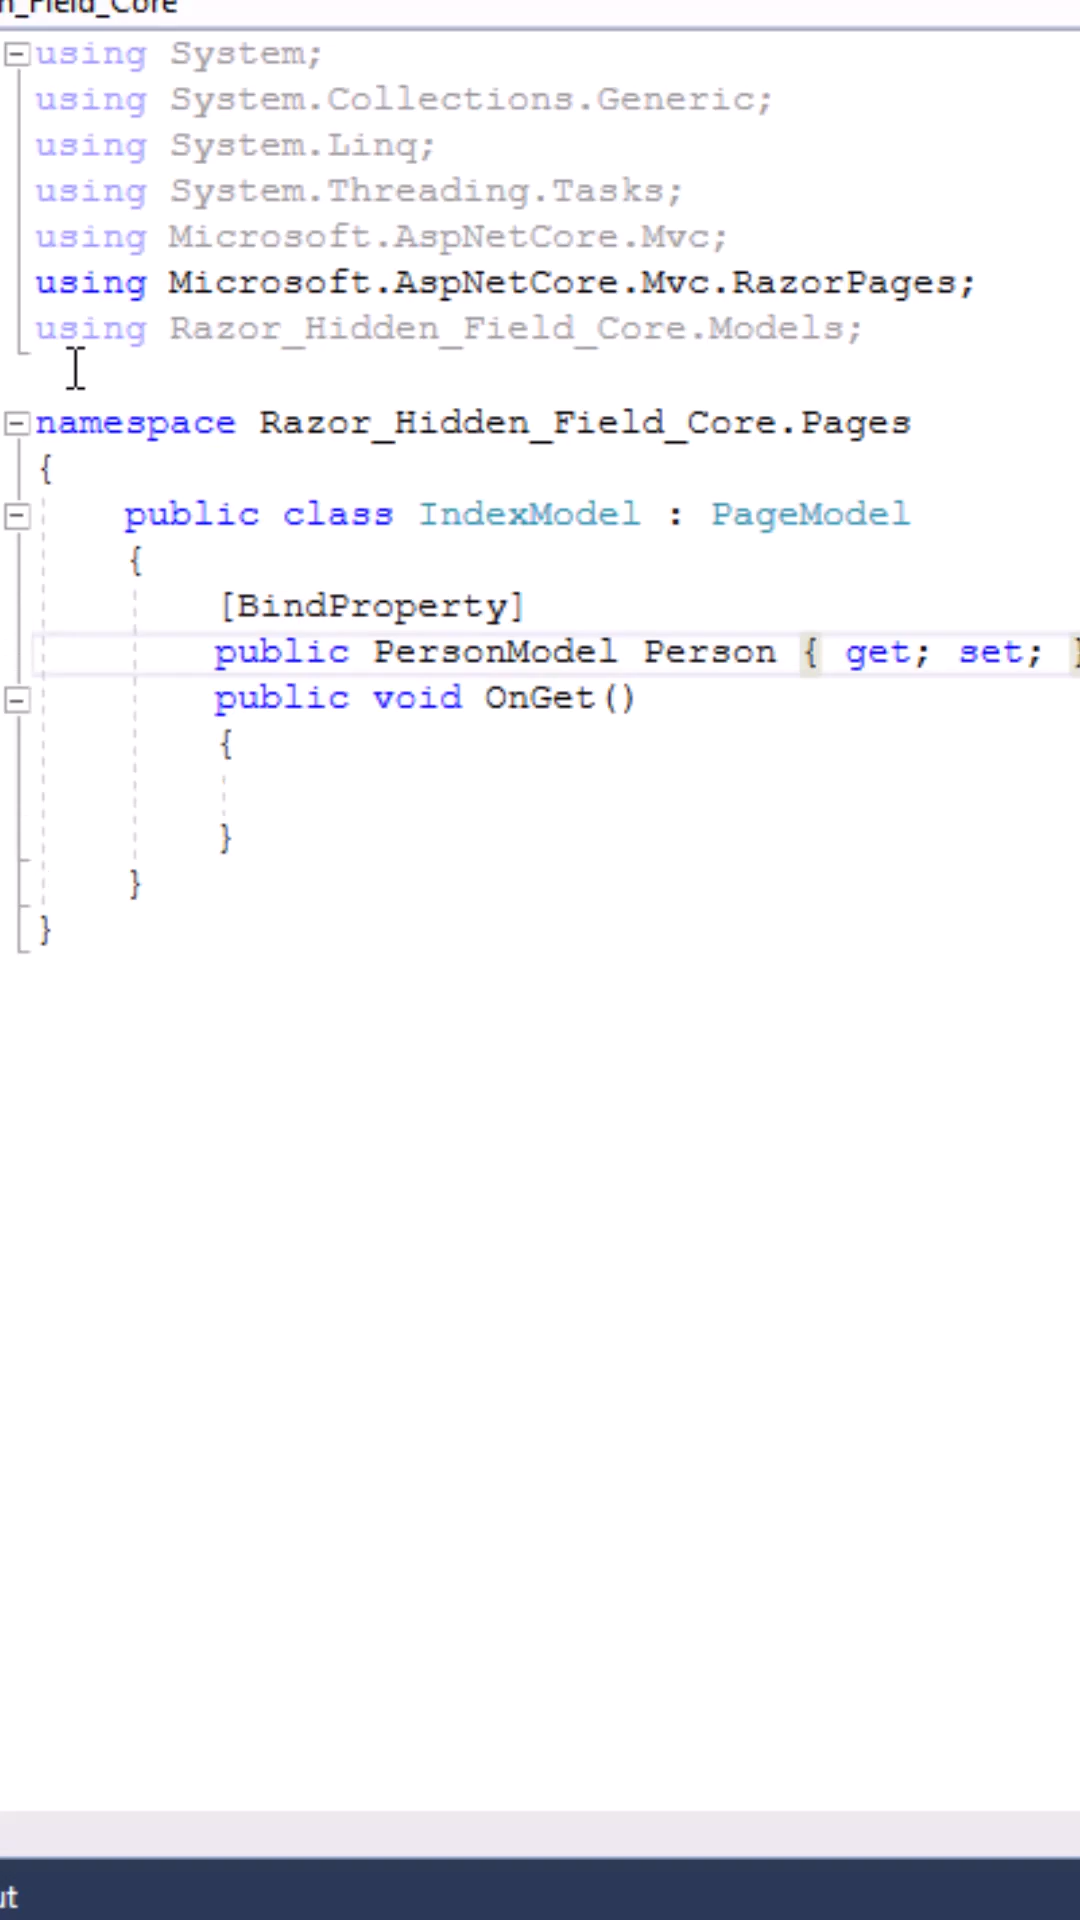 n_Field_Core
using System;
using System.Collections.Generic;
using System.Linq;
using System.Threading.Tasks;
using Microsoft.AspNetCore.Mvc;
using Microsoft.AspNetCore.Mvc.RazorPages;
using Razor_Hidden_Field_Core.Models;
namespace Razor_Hidden_Field_Core.Pages
{
public class IndexModel : PageModel
{
[BindProperty]
public PersonModel Person { get; set; }
public void OnGet()
{
}
}
}
ut